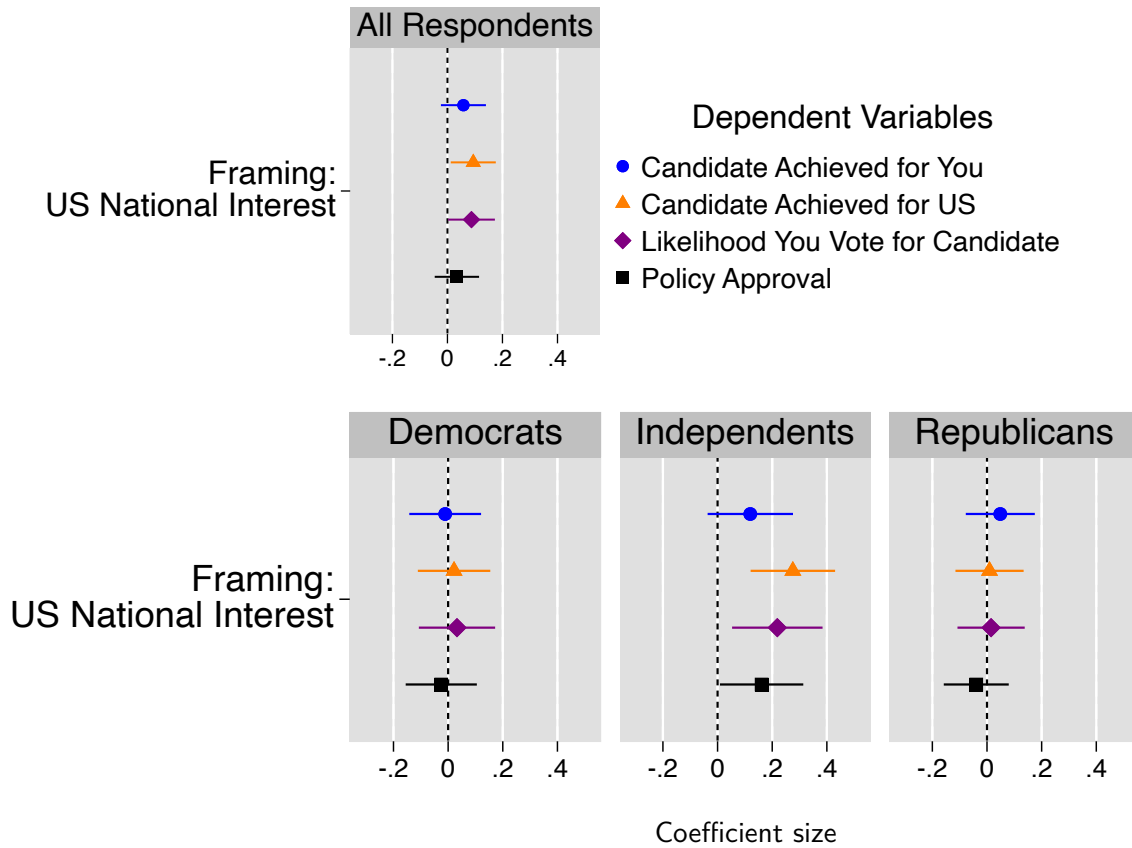 All Respondents
Framing:
US National Interest
-.2 0 .2 .4
Dependent Variables
Candidate Achieved for You
Candidate Achieved for US
Likelihood You Vote for Candidate
Policy Approval
Democrats
Independents
Republicans
Framing:
US National Interest
-.2 0 .2 .4
-.2 0 .2 .4
-.2 0 .2 .4
Coefficient size